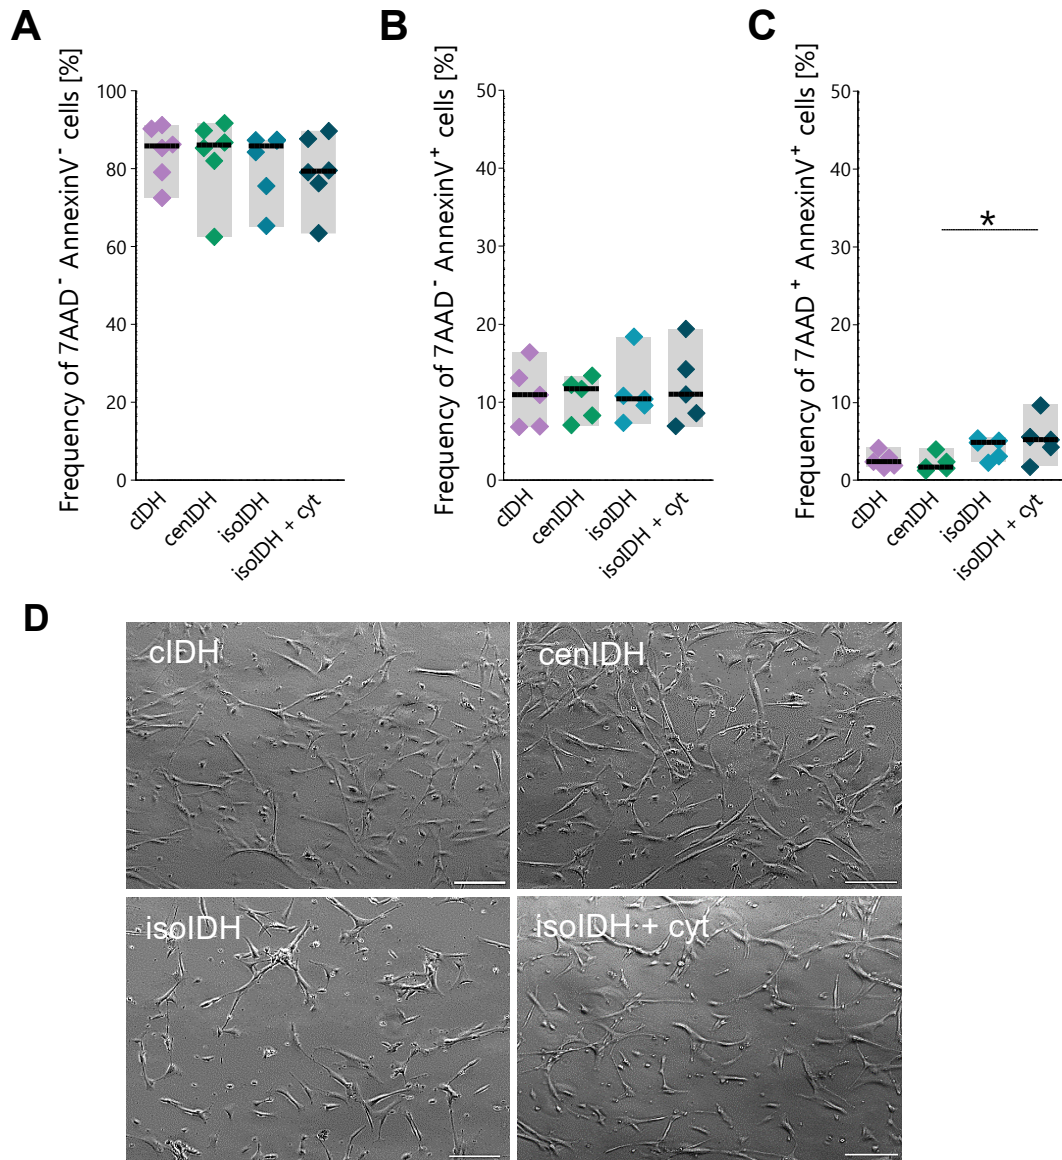 A
B
C
Frequency of 7AAD⁻ AnnexinV⁻ cells [%]
100
80
60
40
20
0
cIDH
cenIDH
isoIDH
isoIDH + cyt
Frequency of 7AAD⁻ AnnexinV⁺ cells [%]
50
40
30
20
10
0
cIDH
cenIDH
isoIDH
isoIDH + cyt
Frequency of 7AAD⁺ AnnexinV⁺ cells [%]
50
40
30
20
10
0
*
cIDH
cenIDH
isoIDH
isoIDH + cyt
D
cIDH
cenIDH
isoIDH
isoIDH + cyt